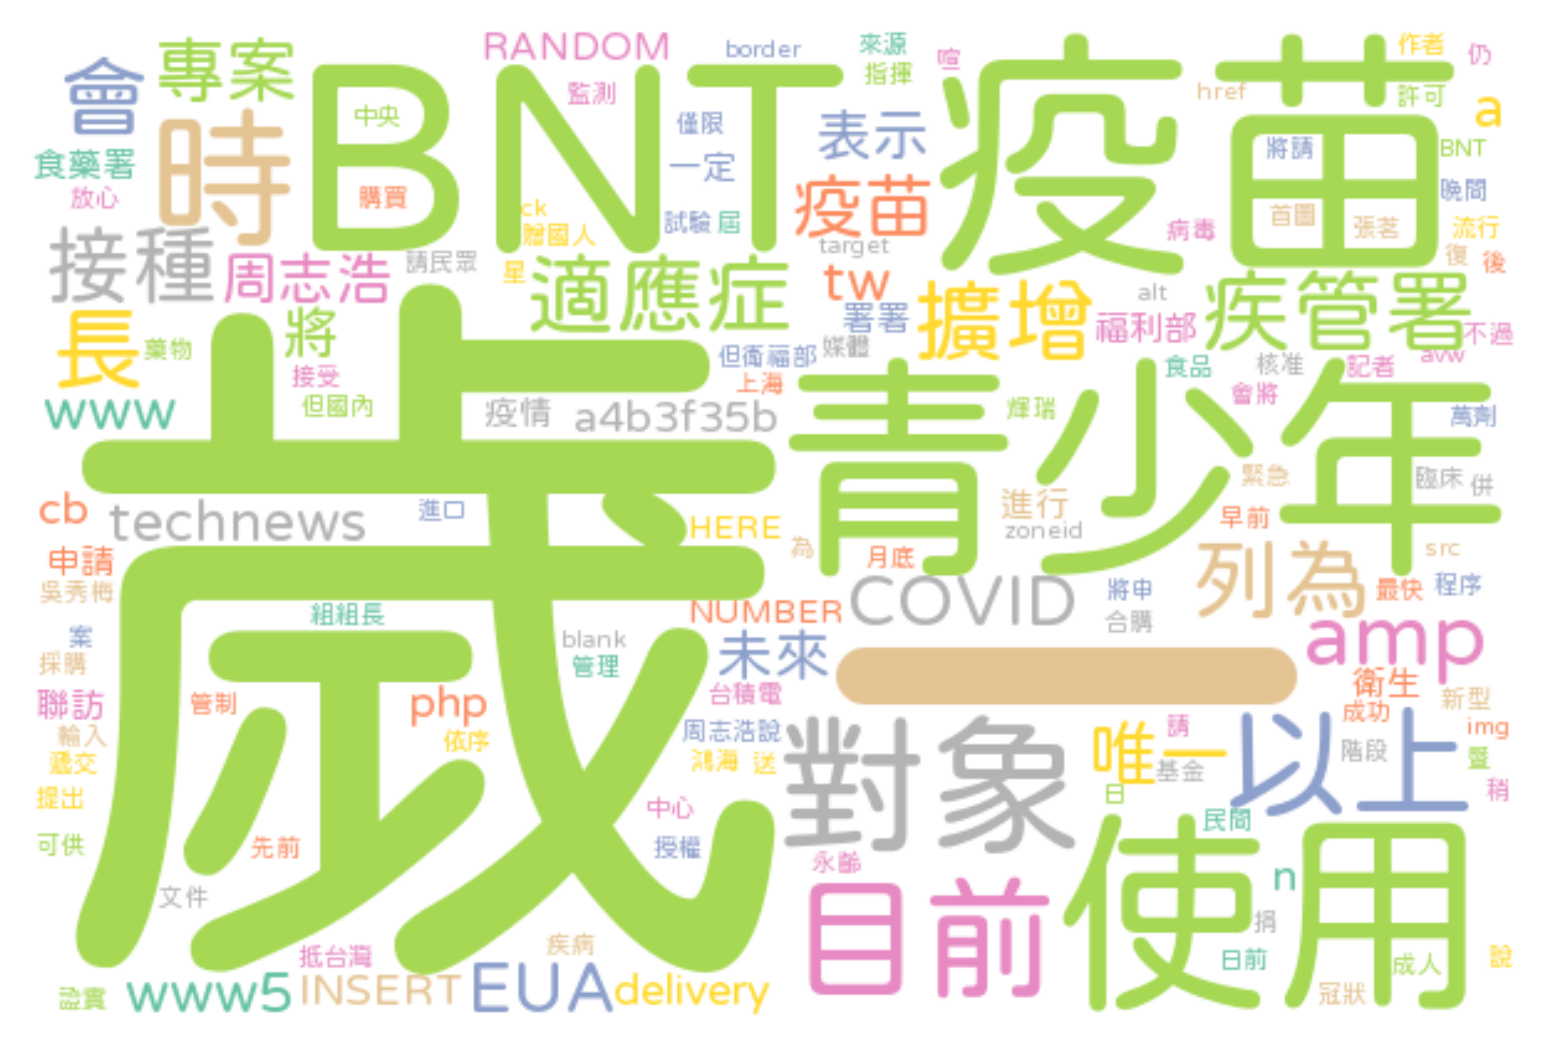 RANDOM
border
來源
指揮
喧
作者
仍
專案
會
BNT
疫苗
監測
href
許可
a
中央
時
僅限
表示
將請
BNT
食藥署
一定
放心
購買
疫苗
晚間
ck
贈國人
試驗
屆
target
病毒
首圖
張茗
流行
接種
周志浩
請民眾
星
適應症
tw
擴增
alt
疾管署
復
後
長
藥物
將
署署
福利部
不過
接受
但衛福部
媒體
食品
核准
記者
avw
www
但國內
上海
青少年
會將
疫情
a4b3f35b
輝瑞
萬劑
歲
cb
technews
進口
HERE
為
進行
zoneid
緊急
臨床
併
早前
申請
月底
列為
src
吳秀梅
組組長
NUMBER
COVID
將申
合購
最快
程序
案
採購
blank
管理
未來
amp
聯訪
管制
php
台積電
衛生
新型
輸入
依序
周志浩說
對象
唯一
請
以上
成功
img
遞交
鴻海
送
基金
階段
暨
提出
中心
日
稍
可供
先前
授權
永齡
使用
民間
文件
目前
n
捐
抵台灣
疾病
日前
成人
說
證實
www5
INSERT
EUA
delivery
冠狀